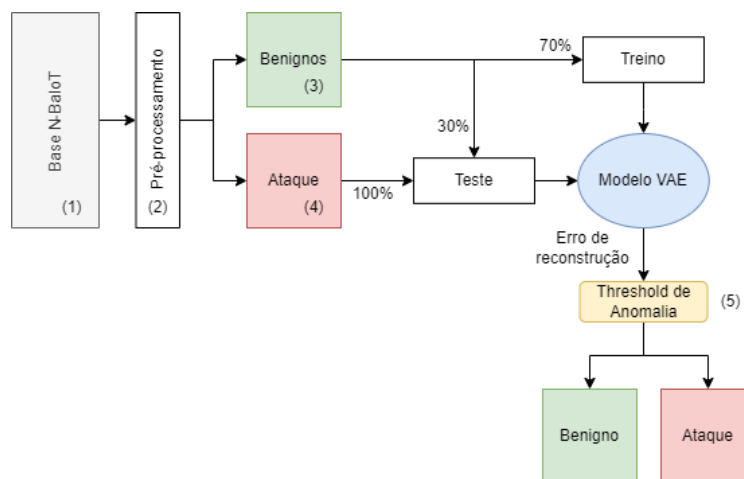 Base N-BaIoT
(1)
Pré-processamento
(2)
Benignos
(3)
Ataque
(4)
70%
30%
100%
Treino
Teste
Modelo VAE
Erro de
reconstrução
Threshold de
Anomalia
(5)
Benigno
Ataque